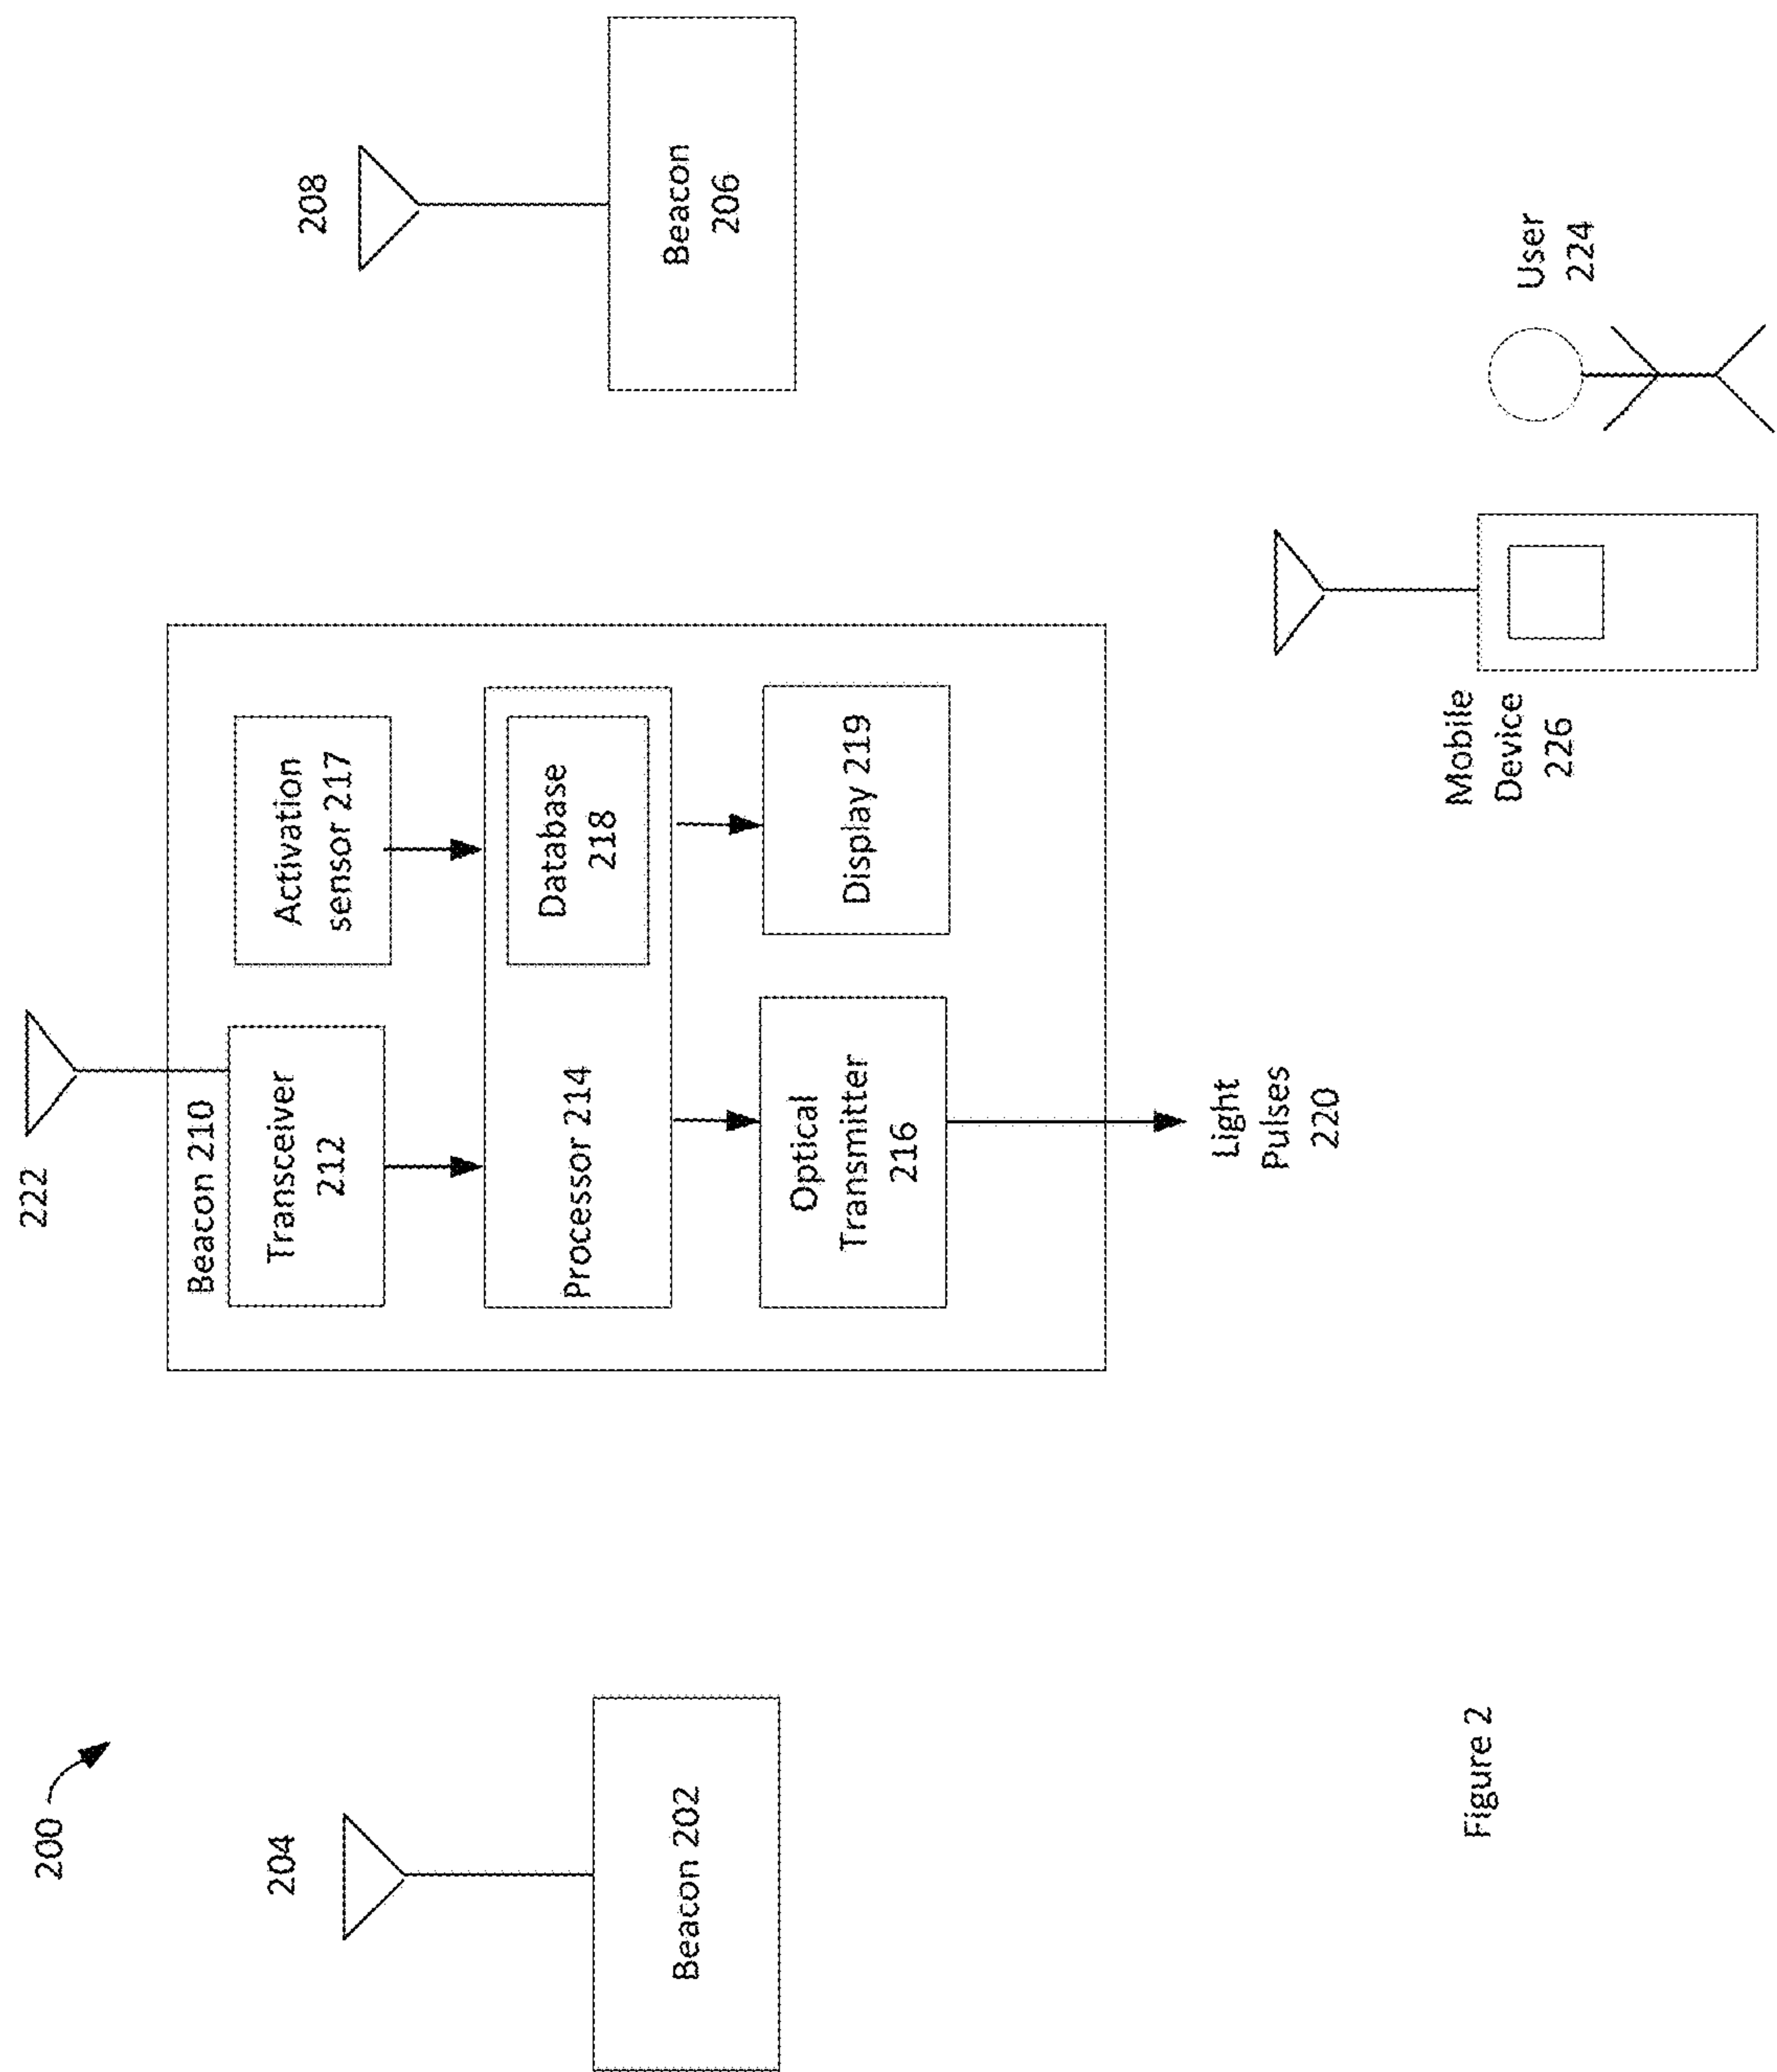 200
204
Beacon 202
222
Beacon 210
Transceiver
212
Activation
sensor 217
Processor 214
Database
218
Optical
Transmitter
216
Display 219
Light
Pulses
220
208
Beacon
206
Mobile
Device
226
User
224
Figure 2